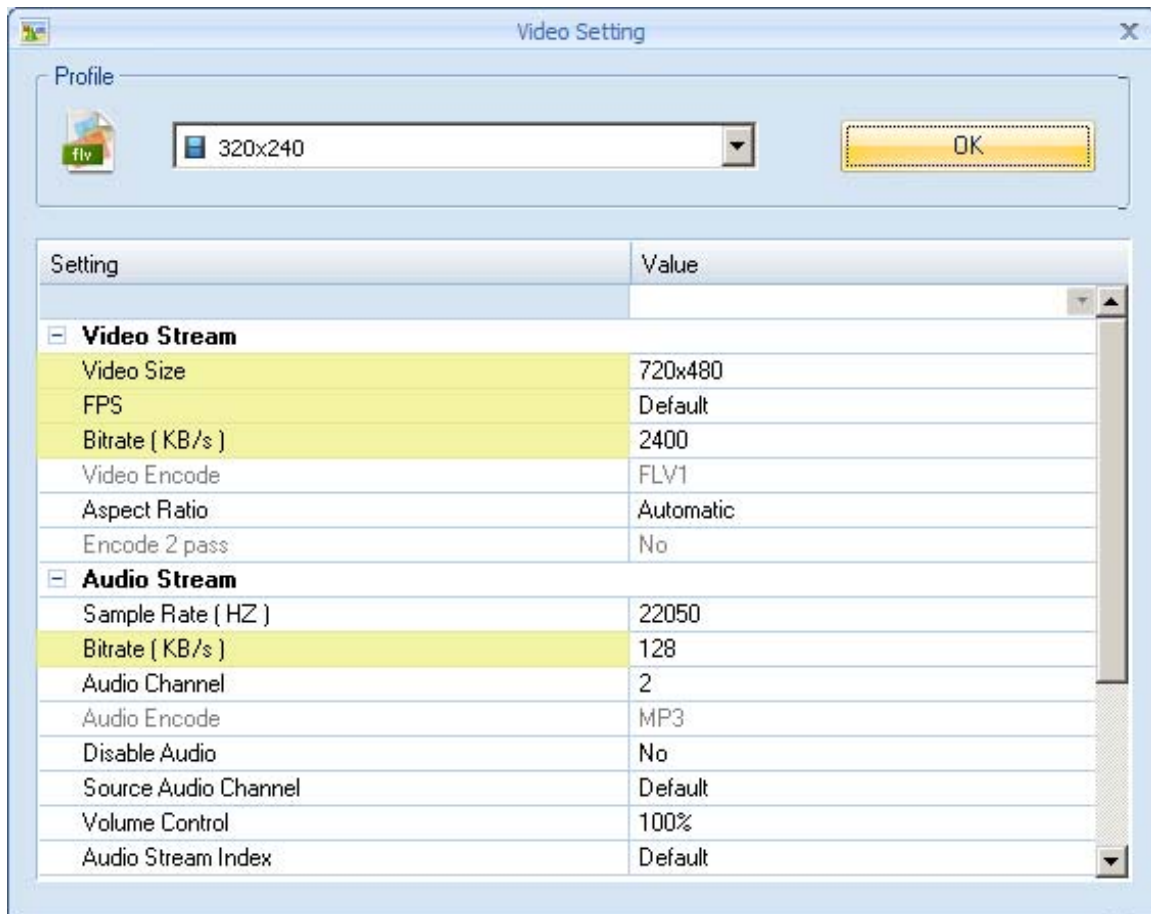 Video Setting
Profile
flv
320x240
OK
Setting Value
Video Stream
Video Size 720x480
FPS Default
Bitrate ( KB/s ) 2400
Video Encode FLV1
Aspect Ratio Automatic
Encode 2 pass No
Audio Stream
Sample Rate ( HZ ) 22050
Bitrate ( KB/s ) 128
Audio Channel 2
Audio Encode MP3
Disable Audio No
Source Audio Channel Default
Volume Control 100%
Audio Stream Index Default